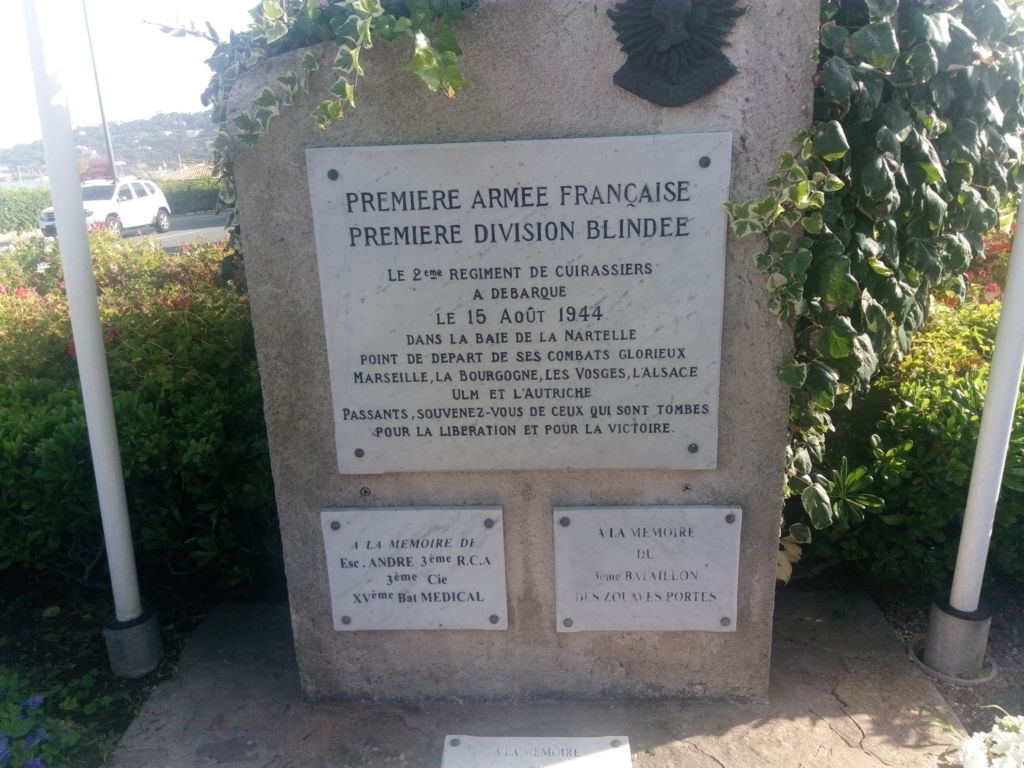 PREMIERE ARMEE FRANÇAISE
PREMIERE DIVISION BLINDEE
LE 2eme REGIMENT DE CUIRASSIERS
A DEBARQUE
LE 15 AOÛT 1944
DANS LA BAIE DE LA NARTELLE
POINT DE DEPART DE SES COMBATS GLORIEUX
MARSEILLE, LA BOURGOGNE, LES VOSGES, L'ALSACE
ULM ET L'AUTRICHE
PASSANTS, SOUVENEZ-VOUS DE CEUX QUI SONT TOMBES
POUR LA LIBERATION ET POUR LA VICTOIRE.
A LA MEMOIRE DE
Esc. ANDRE 3ème R.C.A
3ème Cie
XVème Bat MEDICAL
A LA MEMOIRE
DU
3eme BATAILLON
DES ZOUAVES PORTES
A LA MEMOIRE